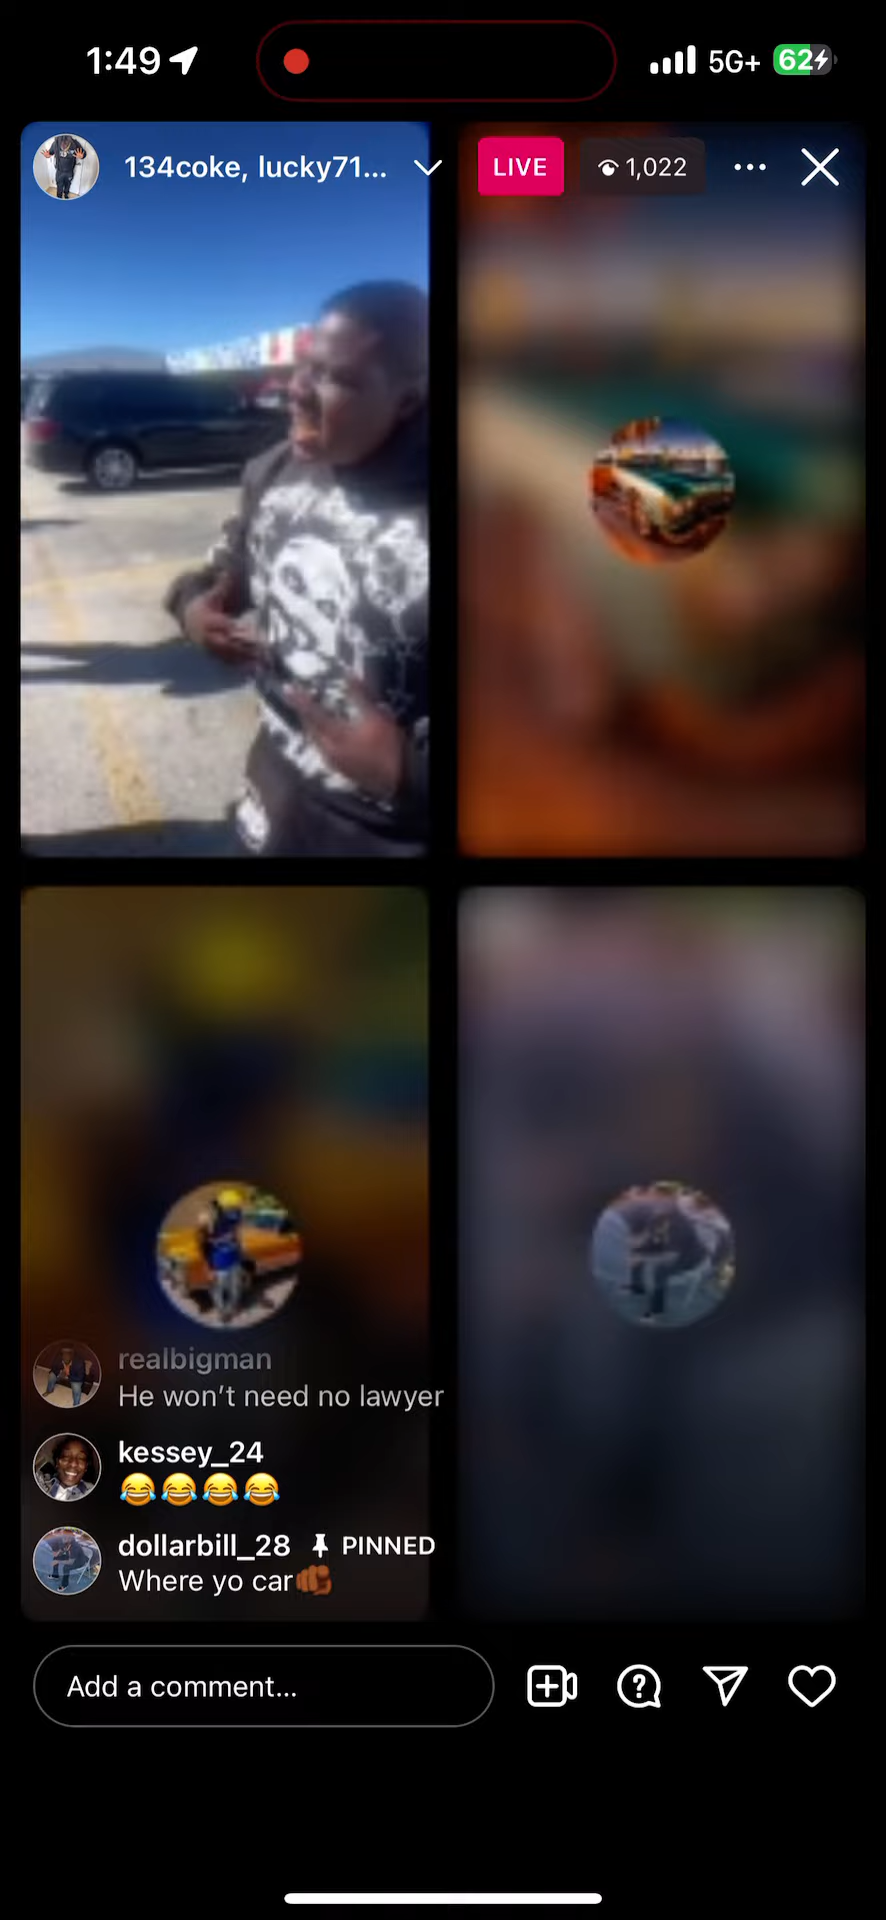 1:49
5G+
62
134coke, lucky71...
LIVE
1,022
realbigman
He won't need no lawyer
kessey_24
😂😂😂😂
dollarbill_28 PINNED
Where yo car🫵🏾
Add a comment...